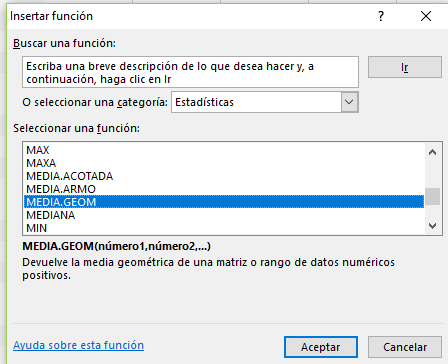 Insertar función
Buscar una función:
Escriba una breve descripción de lo que desea hacer y, a
continuación, haga clic en Ir
Ir
O seleccionar una categoría: Estadísticas
Seleccionar una función:
MAX
MAXA
MEDIA.ACOTADA
MEDIA.ARMO
MEDIA.GEOM
MEDIANA
MIN
MEDIA.GEOM(número1,número2,...)
Devuelve la media geométrica de una matriz o rango de datos numéricos
positivos.
Ayuda sobre esta función
Aceptar
Cancelar